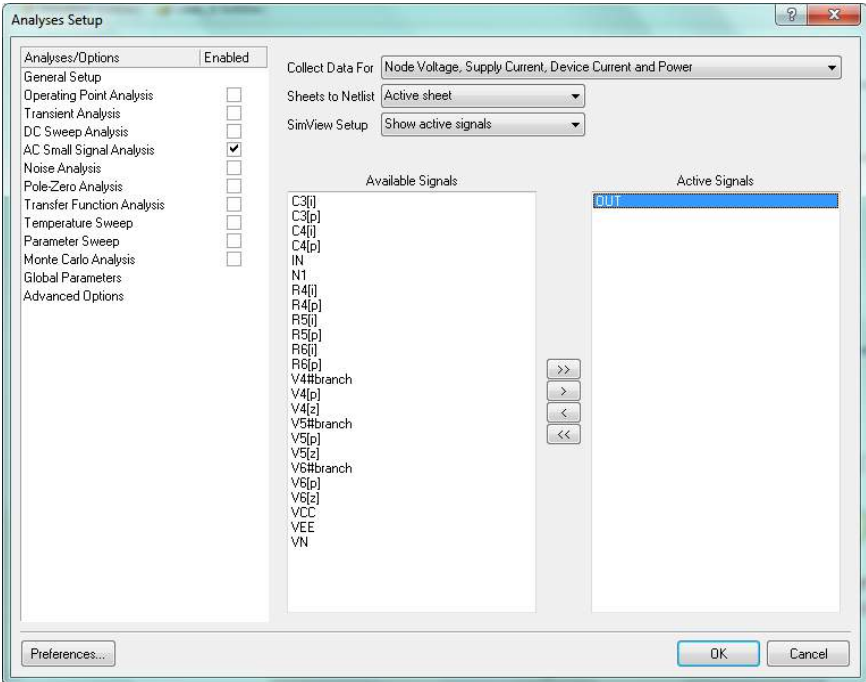 Analyses Setup
Analyses/Options Enabled
General Setup
Operating Point Analysis
Transient Analysis
DC Sweep Analysis
AC Small Signal Analysis
Noise Analysis
Pole-Zero Analysis
Transfer Function Analysis
Temperature Sweep
Parameter Sweep
Monte Carlo Analysis
Global Parameters
Advanced Options
Collect Data For Node Voltage, Supply Current, Device Current and Power
Sheets to Netlist Active sheet
SimView Setup Show active signals
Available Signals
C3[i]
C3[p]
C4[i]
C4[p]
IN
N1
R4[i]
R4[p]
R5[i]
R5[p]
R6[i]
R6[p]
V4#branch
V4[p]
V4[z]
V5#branch
V5[p]
V5[z]
V6#branch
V6[p]
V6[z]
VCC
VEE
VN
>>
>
<
<<
Active Signals
OUT
Preferences...
OK
Cancel